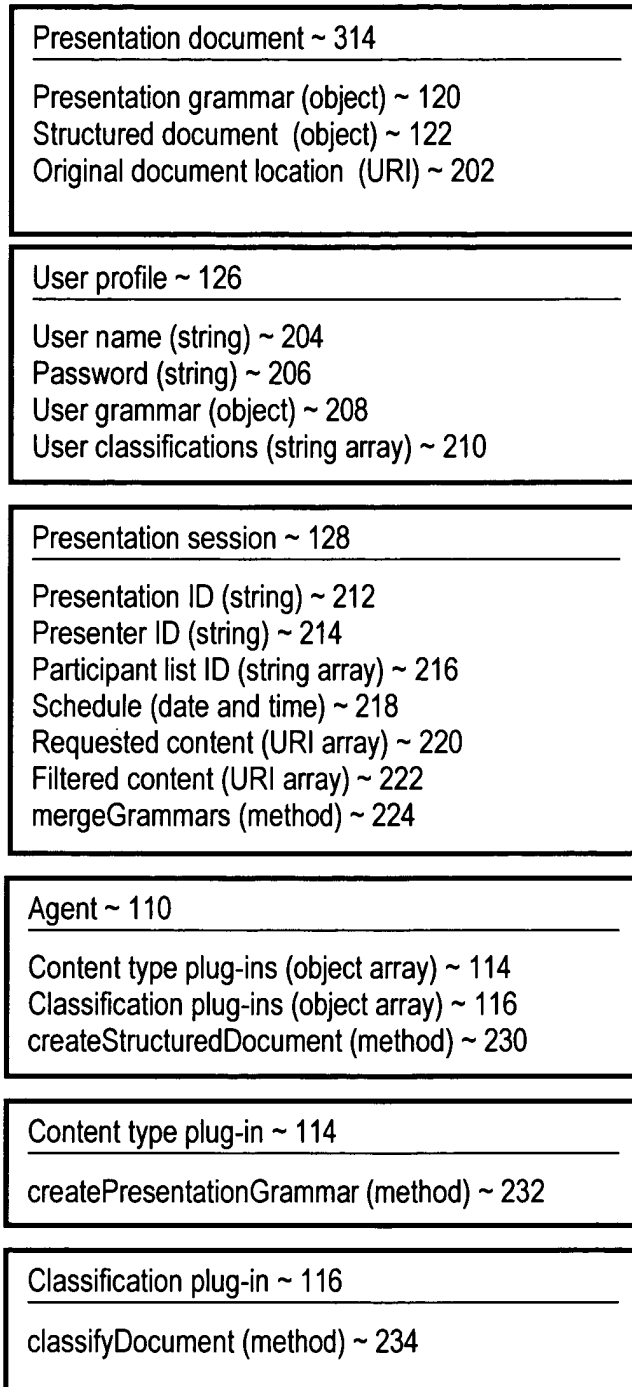 Presentation document ~ 314
Presentation grammar (object) ~ 120
Structured document (object) ~ 122
Original document location (URI) ~ 202
User profile ~ 126
User name (string) ~ 204
Password (string) ~ 206
User grammar (object) ~ 208
User classifications (string array) ~ 210
Presentation session ~ 128
Presentation ID (string) ~ 212
Presenter ID (string) ~ 214
Participant list ID (string array) ~ 216
Schedule (date and time) ~ 218
Requested content (URI array) ~ 220
Filtered content (URI array) ~ 222
mergeGrammars (method) ~ 224
Agent ~ 110
Content type plug-ins (object array) ~ 114
Classification plug-ins (object array) ~ 116
createStructuredDocument (method) ~ 230
Content type plug-in ~ 114
createPresentationGrammar (method) ~ 232
Classification plug-in ~ 116
classifyDocument (method) ~ 234